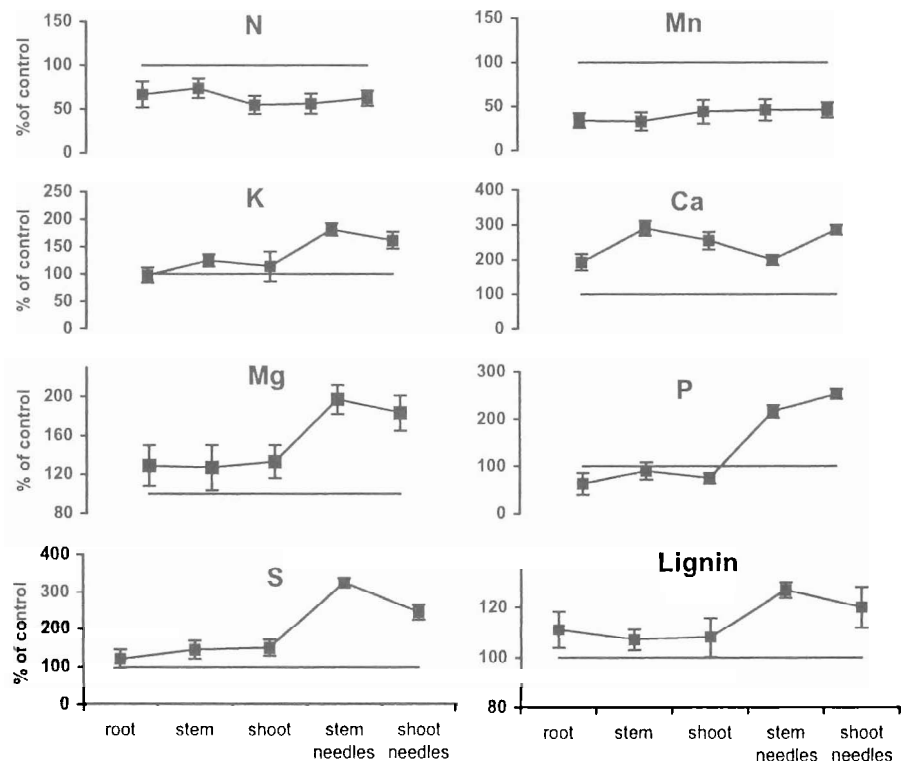 N
150
100
50
0
%of control
Mn
150
100
50
0
K
250
200
150
100
50
0
% of control
Ca
400
300
200
100
0
Mg
200
160
120
80
% of control
P
300
200
100
0
S
400
300
200
100
0
% of control
root stem shoot stem shoot
needles needles
Lignin
120
100
80
root stem shoot stem shoot
needles needles